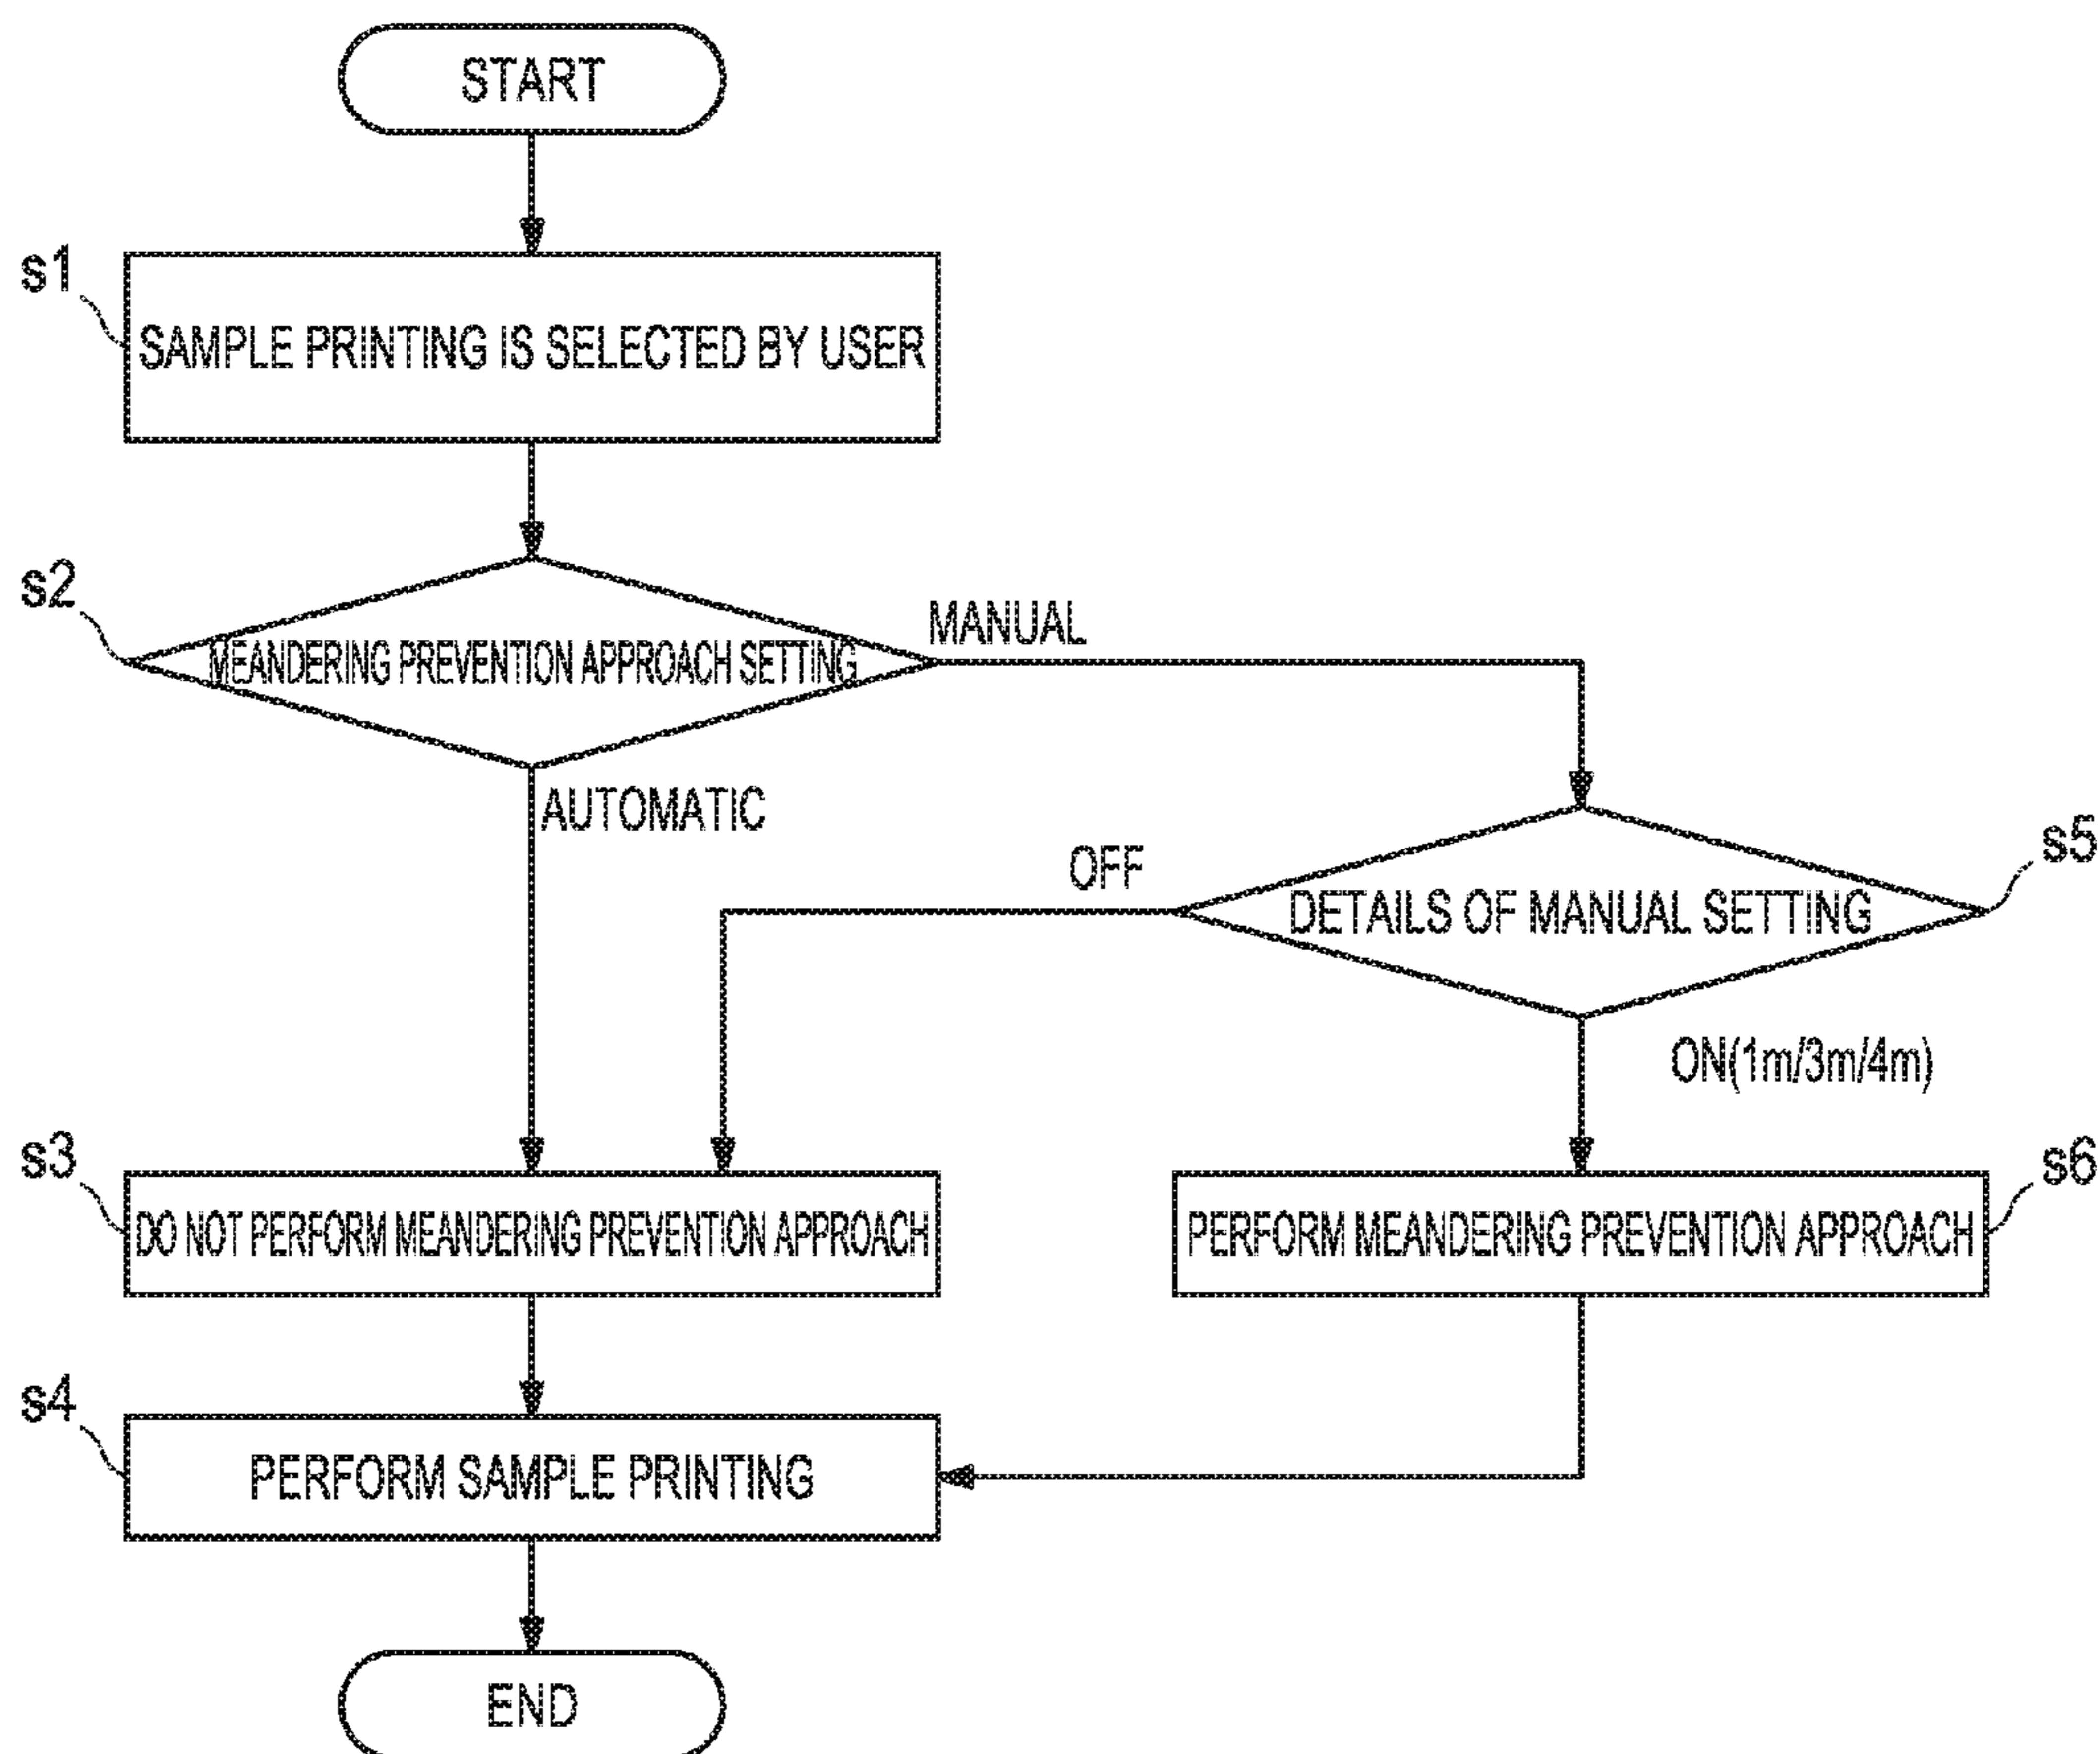 START
s1
SAMPLE PRINTING IS SELECTED BY USER
s2
MEANDERING PREVENTION APPROACH SETTING
MANUAL
AUTOMATIC
OFF
DETAILS OF MANUAL SETTING
s5
ON(1m/3m/4m)
s3
DO NOT PERFORM MEANDERING PREVENTION APPROACH
PERFORM MEANDERING PREVENTION APPROACH
s6
s4
PERFORM SAMPLE PRINTING
END